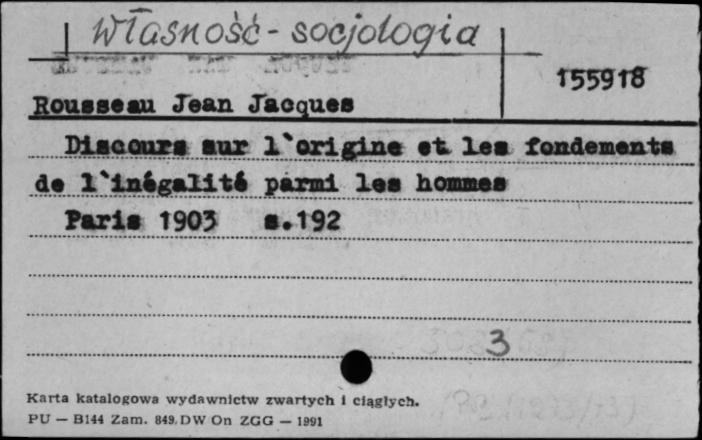 Własność - socjologia
155918
Rousseau Jean Jacques
Discours sur l`origine et les fondements
de l`inégalité parmi les hommes
Paris 1903 s.192
3
Karta katalogowa wydawnictw zwartych i ciągłych.
PU — B144 Zam. 849. DW On ZGG — 1991